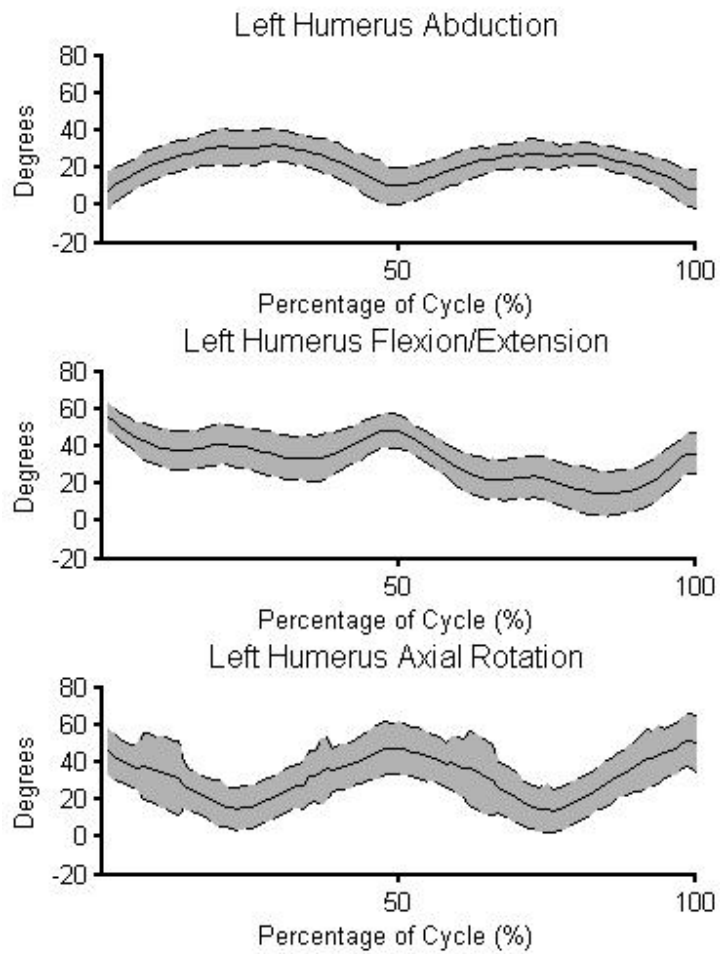 Left Humerus Abduction
80
60
40
20
0
-20
Degrees
50
100
Percentage of Cycle (%)
Left Humerus Flexion/Extension
80
60
40
20
0
-20
Degrees
50
100
Percentage of Cycle (%)
Left Humerus Axial Rotation
80
60
40
20
0
-20
Degrees
50
100
Percentage of Cycle (%)